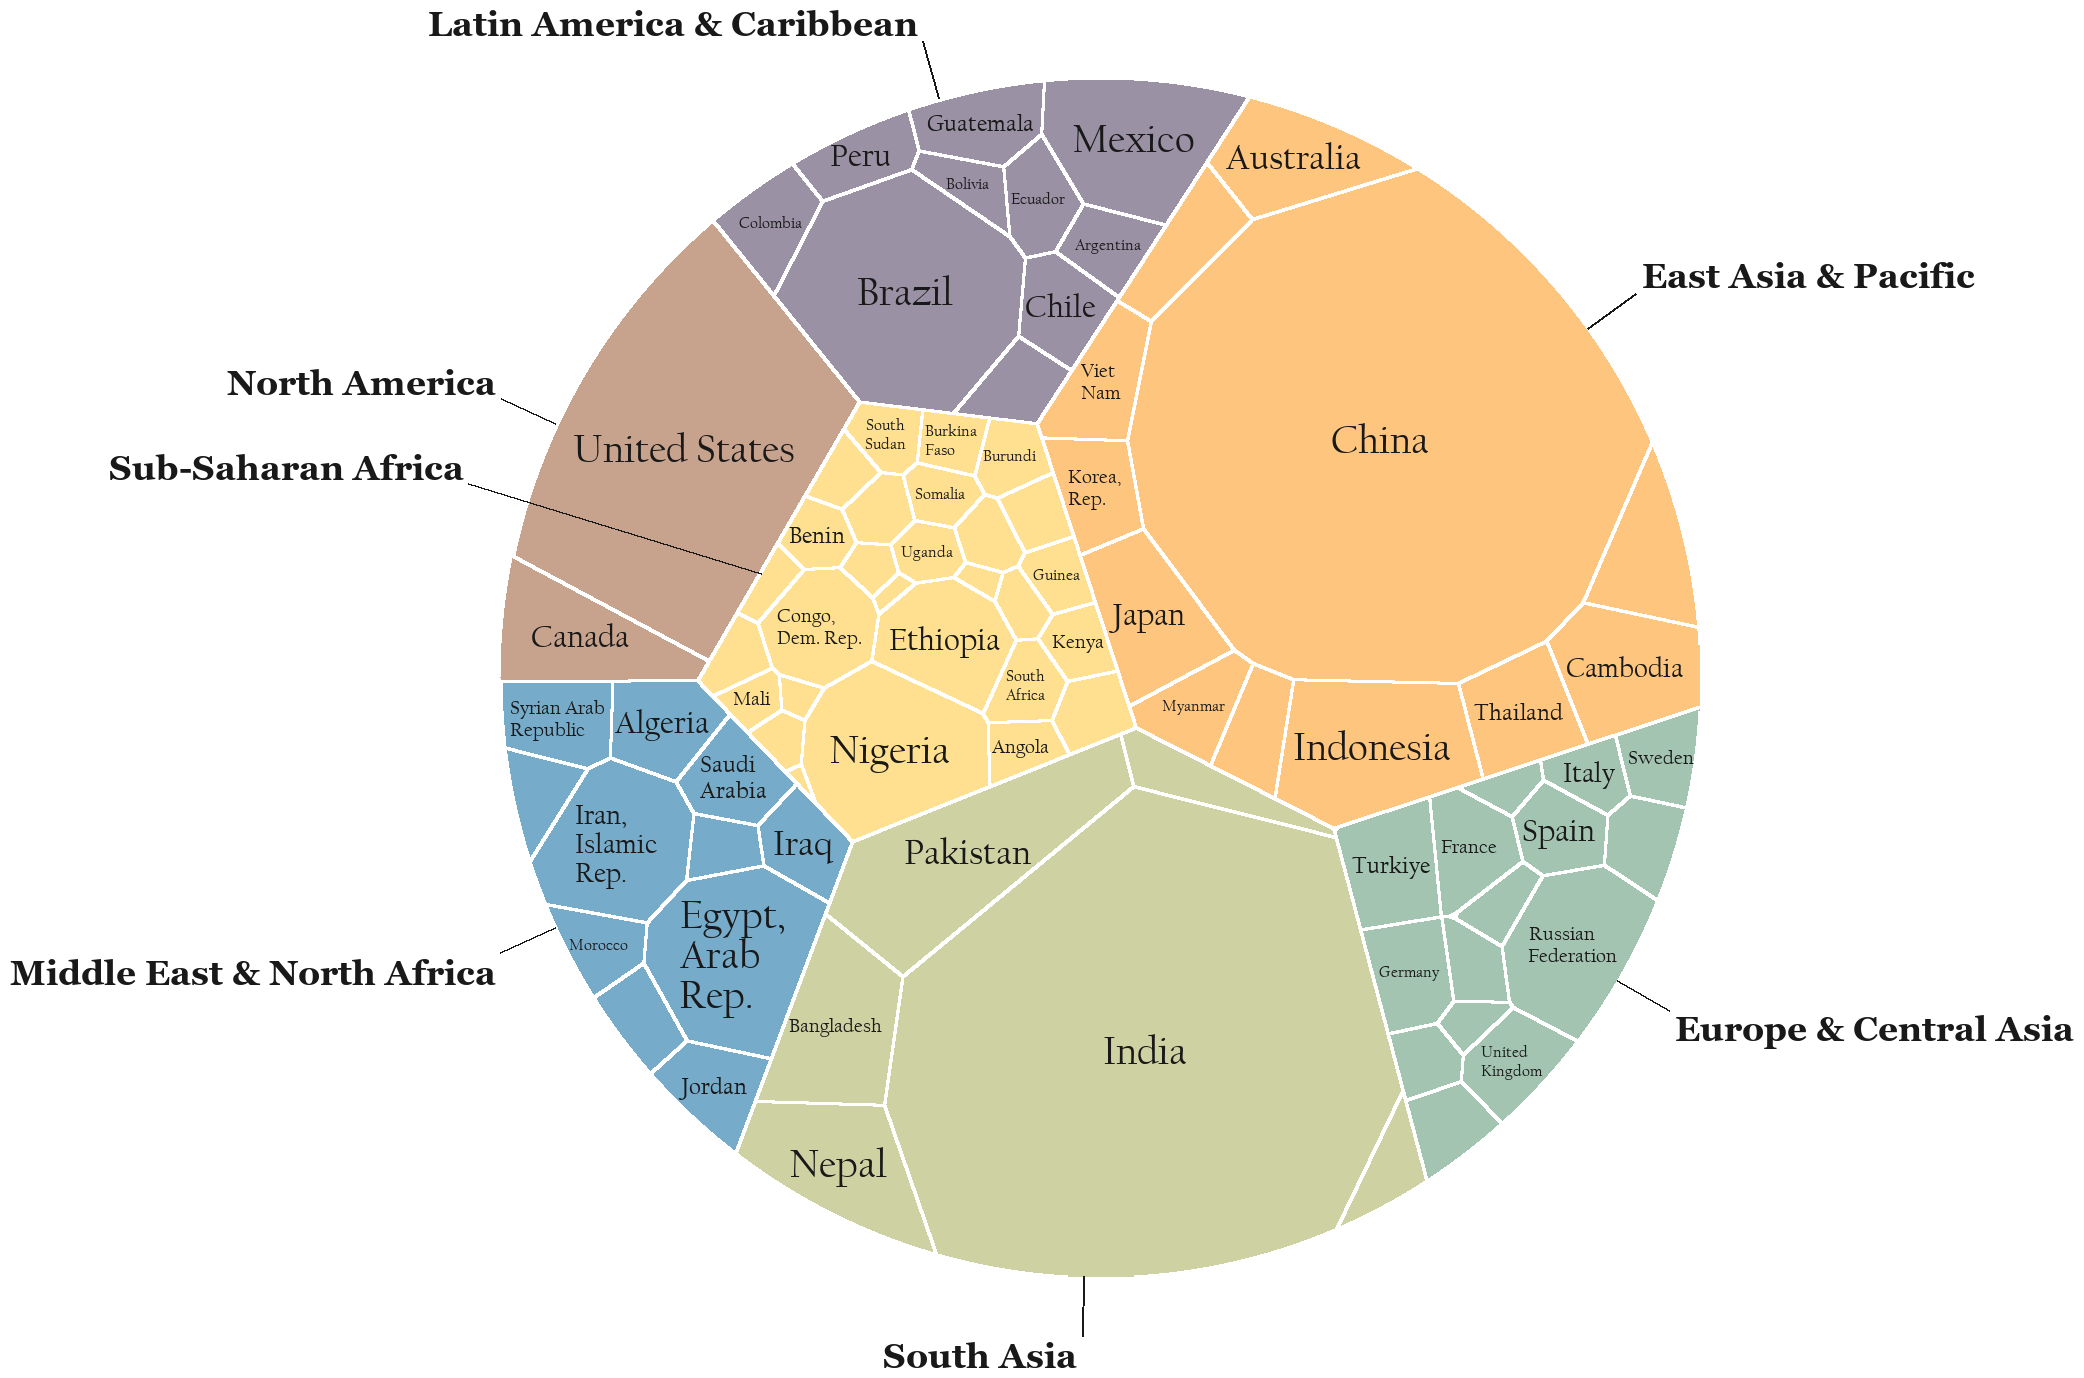 Latin America & Caribbean
Guatemala
Mexico
Peru
Australia
Bolivia
Ecuador
Colombia
Argentina
East Asia & Pacific
Brazil
Chile
Viet
Nam
North America
South
Sudan
Burkina
Faso
United States
China
Burundi
Sub-Saharan Africa
Korea,
Rep.
Somalia
Benin
Uganda
Guinea
Congo,
Dem. Rep.
Japan
Canada
Ethiopia
Kenya
Cambodia
South
Africa
Mali
Myanmar
Thailand
Syrian Arab
Republic
Algeria
Nigeria
Angola
Indonesia
Sweden
Saudi
Arabia
Italy
Iran,
Islamic
Rep.
Iraq
Pakistan
Spain
France
Turkiye
Egypt,
Arab
Rep.
Morocco
Russian
Federation
Middle East & North Africa
Germany
Bangladesh
Europe & Central Asia
India
United
Kingdom
Jordan
Nepal
South Asia